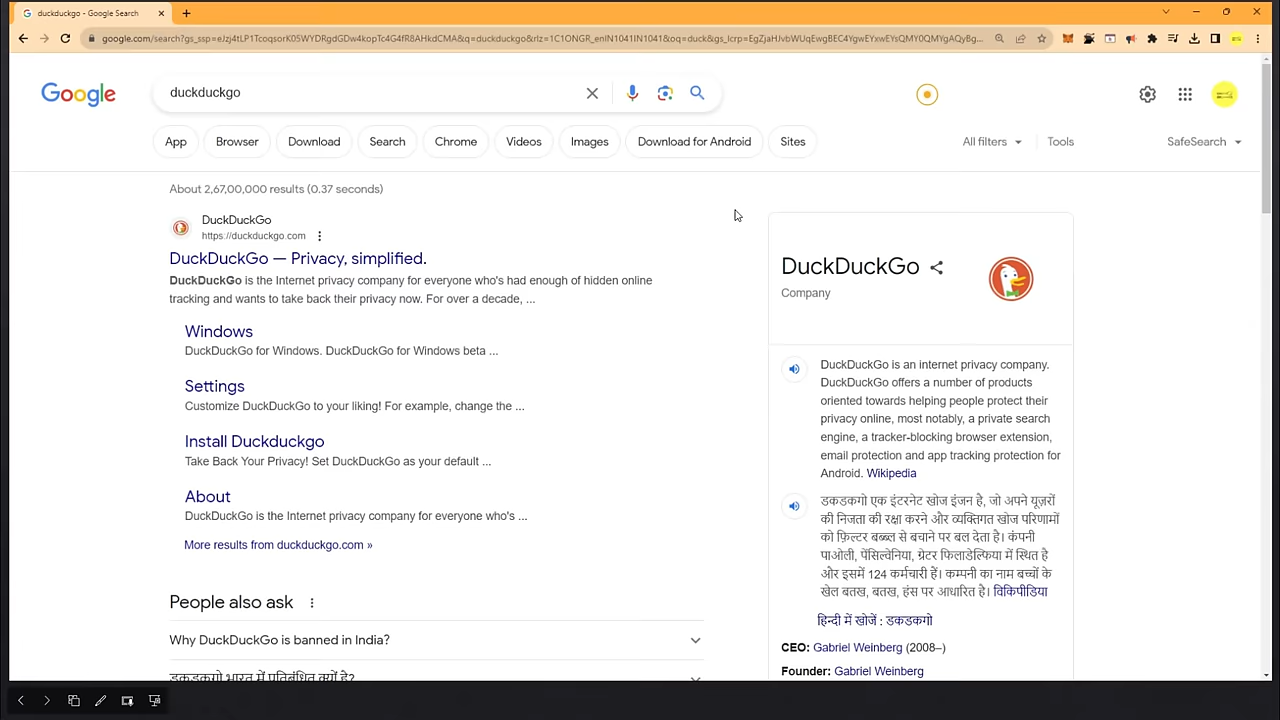 duckduckgo - Google Search
google.com/search?gs_ssp=eJzj4tLP1TcoqsorK05WYDRgdGDw4kopTc4G4fR8AHkdCMA&q=duckduckgo&rlz=1C1ONGR_enIN1041IN1041&oq=duck&gs_lcrp=EgZjaHJvbWUqEwgBEC4YgwEYxwEYsQMY0QMYgAQyBg...
Google
duckduckgo
App
Browser
Download
Search
Chrome
Videos
Images
Download for Android
Sites
All filters
Tools
SafeSearch
About 2,67,00,000 results (0.37 seconds)
DuckDuckGo
https://duckduckgo.com
DuckDuckGo — Privacy, simplified.
DuckDuckGo is the Internet privacy company for everyone who's had enough of hidden online
tracking and wants to take back their privacy now. For over a decade, ...
Windows
DuckDuckGo for Windows. DuckDuckGo for Windows beta ...
Settings
Customize DuckDuckGo to your liking! For example, change the ...
Install Duckduckgo
Take Back Your Privacy! Set DuckDuckGo as your default ...
About
DuckDuckGo is the Internet privacy company for everyone who's ...
More results from duckduckgo.com »
People also ask
Why DuckDuckGo is banned in India?
डकडकगो भारत में प्रतिबंधित क्यों है?
DuckDuckGo
Company
DuckDuckGo is an internet privacy company.
DuckDuckGo offers a number of products
oriented towards helping people protect their
privacy online, most notably, a private search
engine, a tracker-blocking browser extension,
email protection and app tracking protection for
Android. Wikipedia
डकडकगो एक इंटरनेट खोज इंजन है, जो अपने यूज़रों
की निजता की रक्षा करने और व्यक्तिगत खोज परिणामों
को फ़िल्टर बब्ब्ल से बचाने पर बल देता है। कंपनी
पाओली, पेंसिल्वेनिया, ग्रेटर फिलाडेल्फिया में स्थित है
और इसमें 124 कर्मचारी हैं। कम्पनी का नाम बच्चों के
खेल बतख, बतख, हंस पर आधारित है। विकिपीडिया
हिन्दी में खोजें : डकडकगो
CEO: Gabriel Weinberg (2008–)
Founder: Gabriel Weinberg